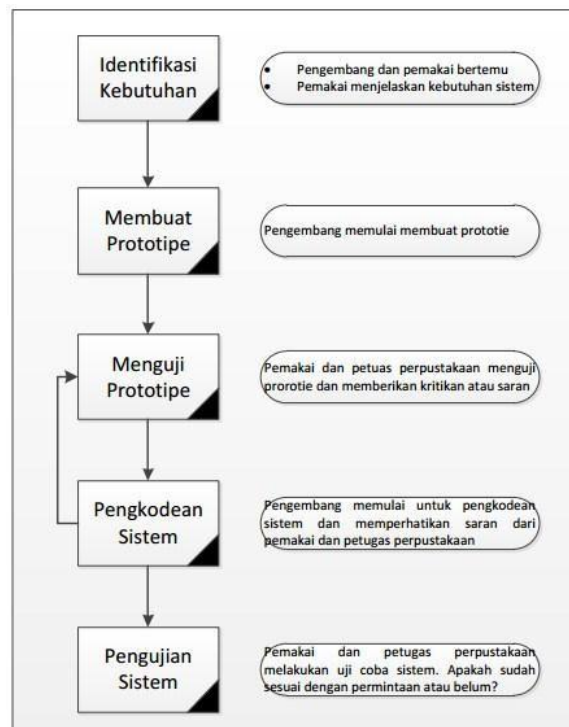 Identifikasi
Kebutuhan
• Pengembang dan pemakai bertemu
• Pemakai menjelaskan kebutuhan sistem
Membuat
Prototipe
Pengembang memulai membuat prototie
Menguji
Prototipe
Pemakai dan petuas perpustakaan menguji
prorotie dan memberikan kritikan atau saran
Pengkodean
Sistem
Pengembang memulai untuk pengkodean
sistem dan memperhatikan saran dari
pemakai dan petugas perpustakaan
Pengujian
Sistem
Pemakai dan petugas perpustakaan
melakukan uji coba sistem. Apakah sudah
sesuai dengan permintaan atau belum?